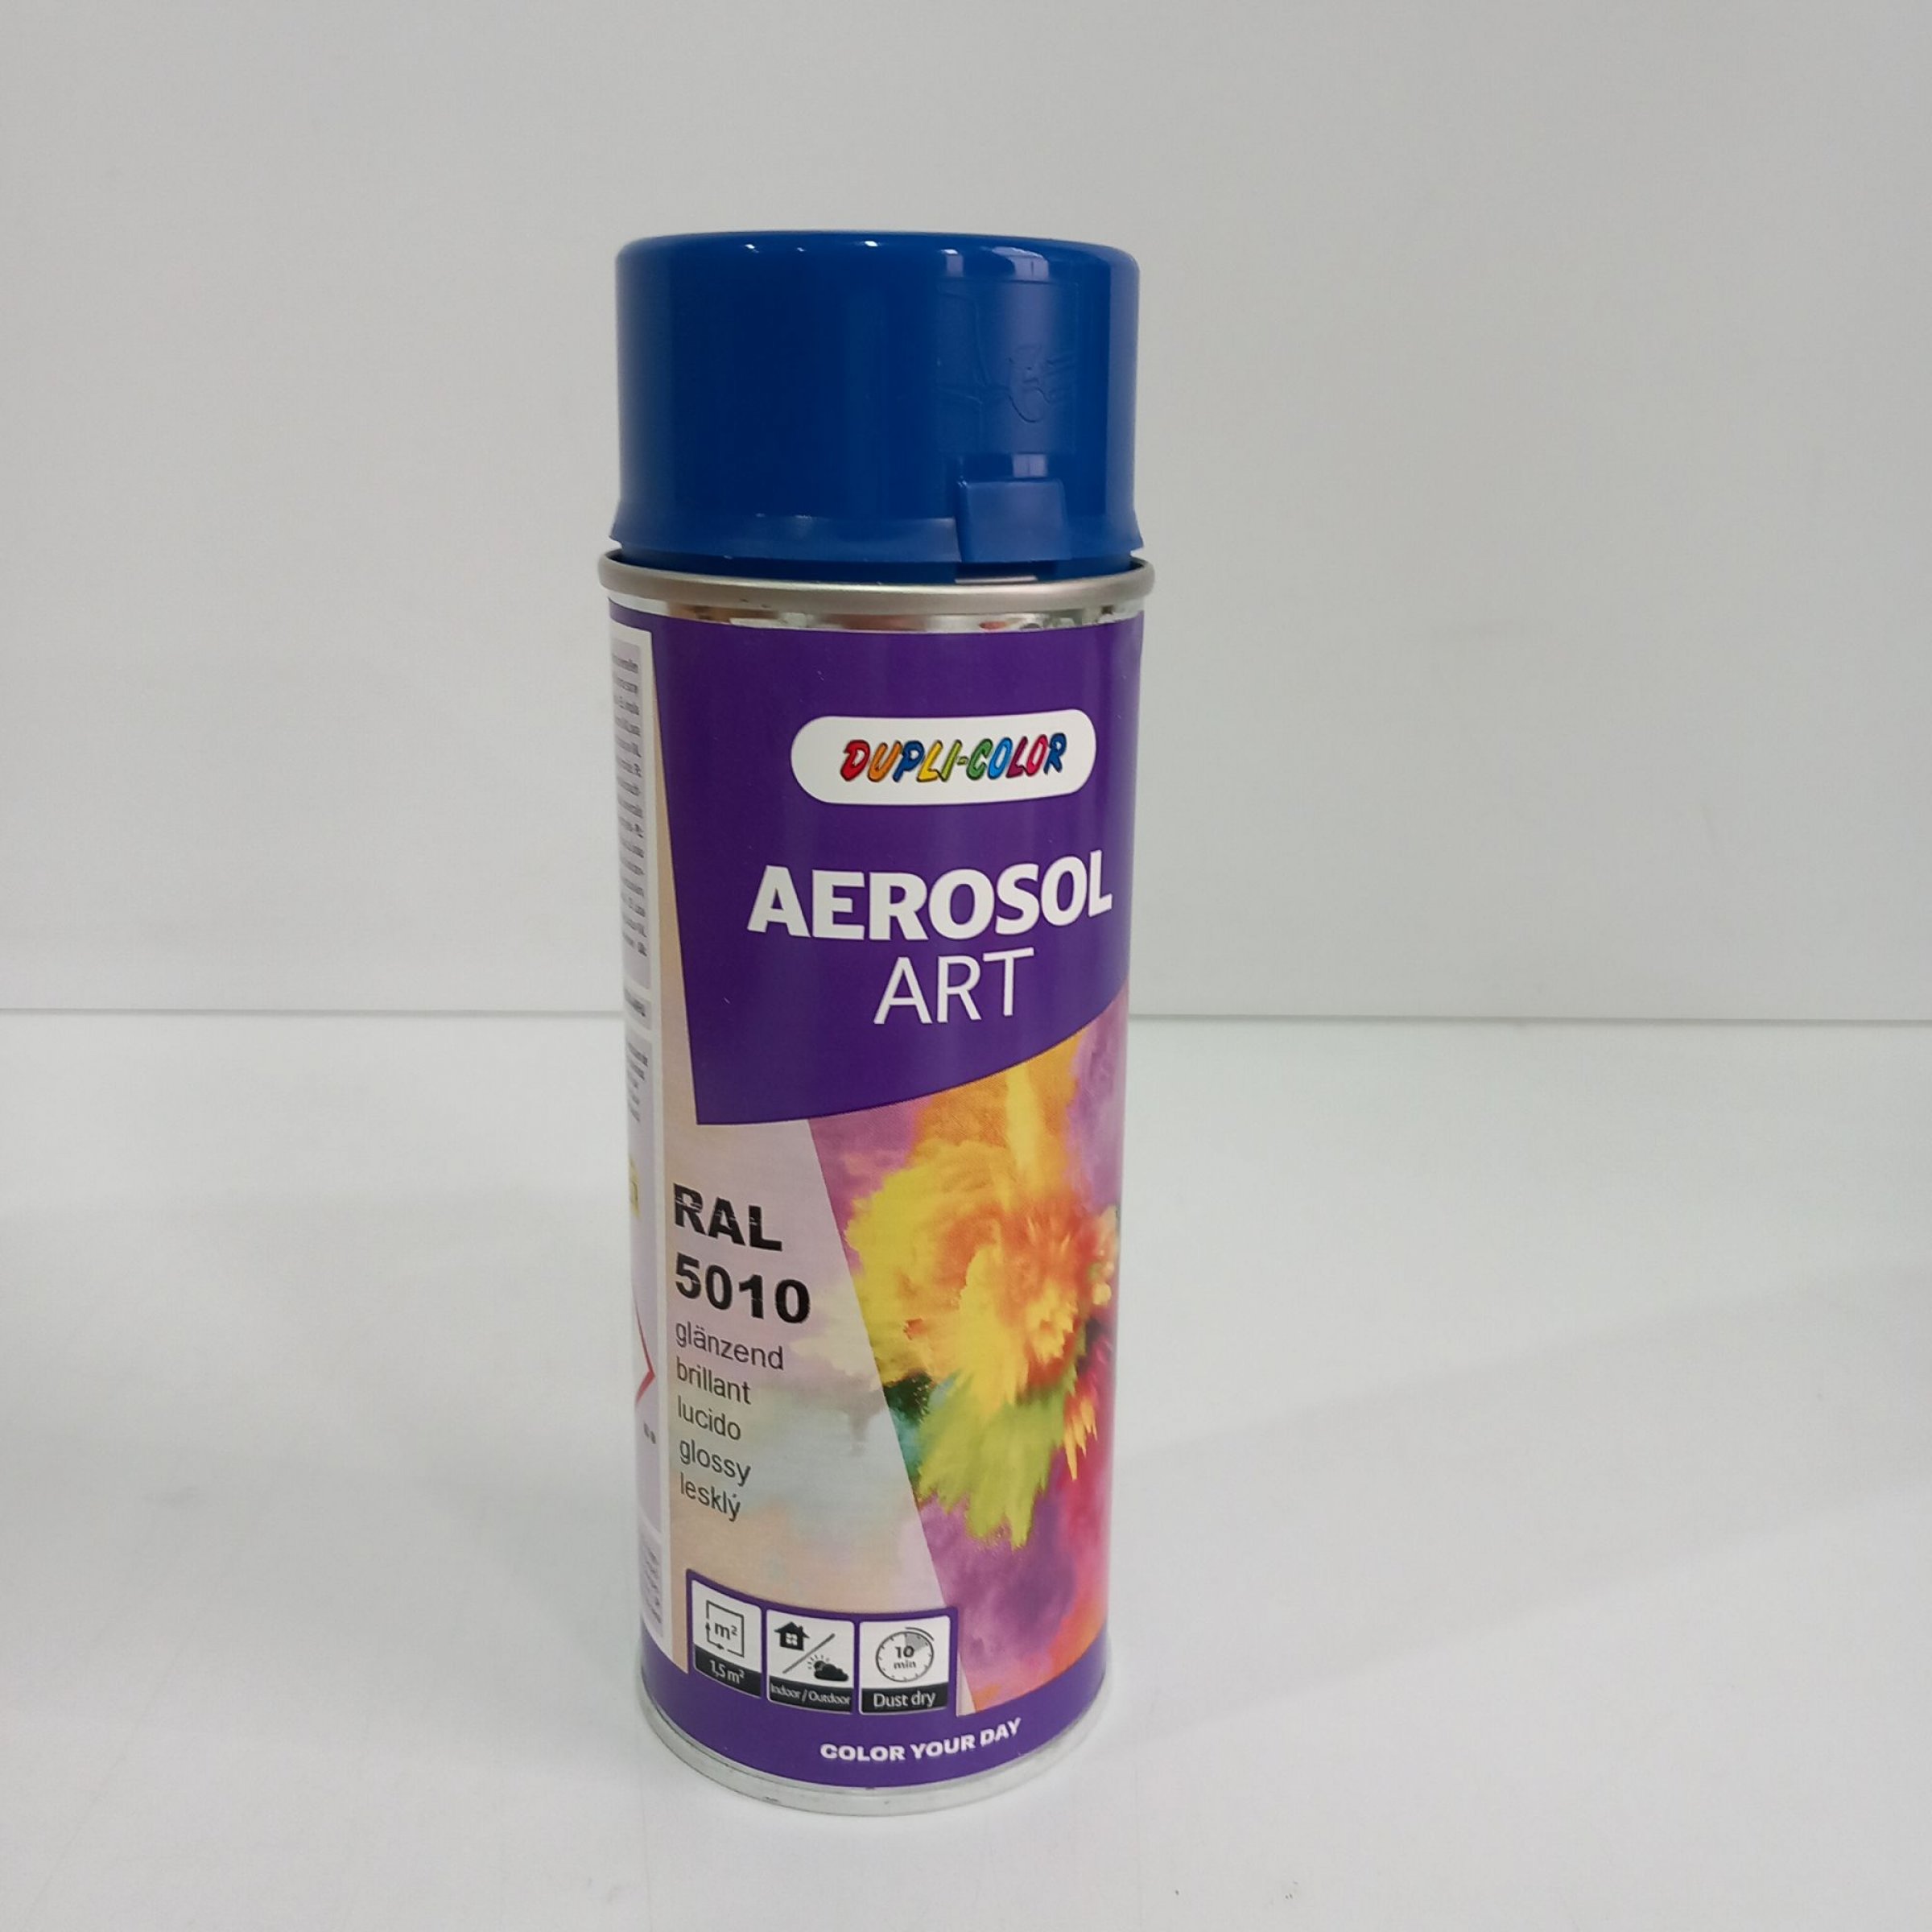 DUPLI-COLOR
AEROSOL
ART
RAL
5010
glänzend
brillant
lucido
glossy
lesklý
m²
1,5 m²
Indoor / Outdoor
10
min
Dust dry
COLOR YOUR DAY